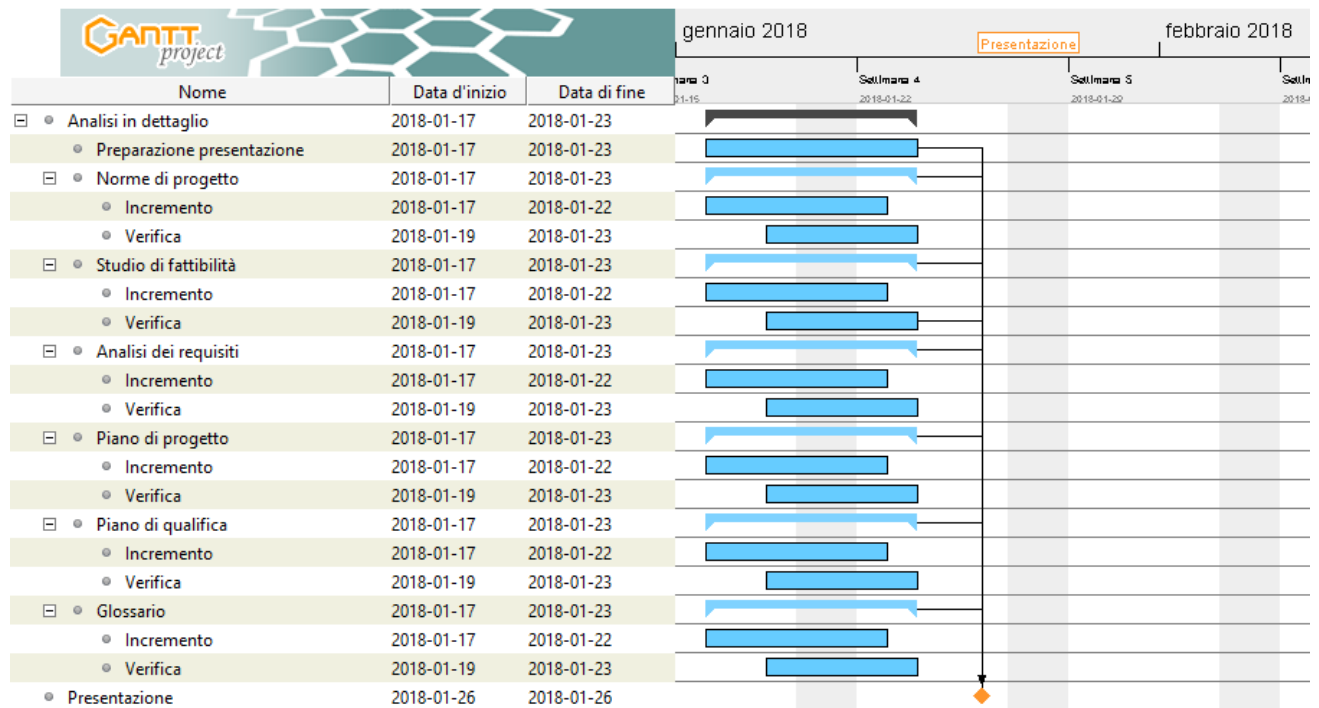 GANTT
project
gennaio 2018
febbraio 2018
Presentazione
Nome Data d'inizio Data di fine
Settimana 4
Settimana 5
2018-01-22
2018-01-29
Analisi in dettaglio 2018-01-17 2018-01-23
Preparazione presentazione 2018-01-17 2018-01-23
Norme di progetto 2018-01-17 2018-01-23
Incremento 2018-01-17 2018-01-22
Verifica 2018-01-19 2018-01-23
Studio di fattibilità 2018-01-17 2018-01-23
Incremento 2018-01-17 2018-01-22
Verifica 2018-01-19 2018-01-23
Analisi dei requisiti 2018-01-17 2018-01-23
Incremento 2018-01-17 2018-01-22
Verifica 2018-01-19 2018-01-23
Piano di progetto 2018-01-17 2018-01-23
Incremento 2018-01-17 2018-01-22
Verifica 2018-01-19 2018-01-23
Piano di qualifica 2018-01-17 2018-01-23
Incremento 2018-01-17 2018-01-22
Verifica 2018-01-19 2018-01-23
Glossario 2018-01-17 2018-01-23
Incremento 2018-01-17 2018-01-22
Verifica 2018-01-19 2018-01-23
Presentazione 2018-01-26 2018-01-26